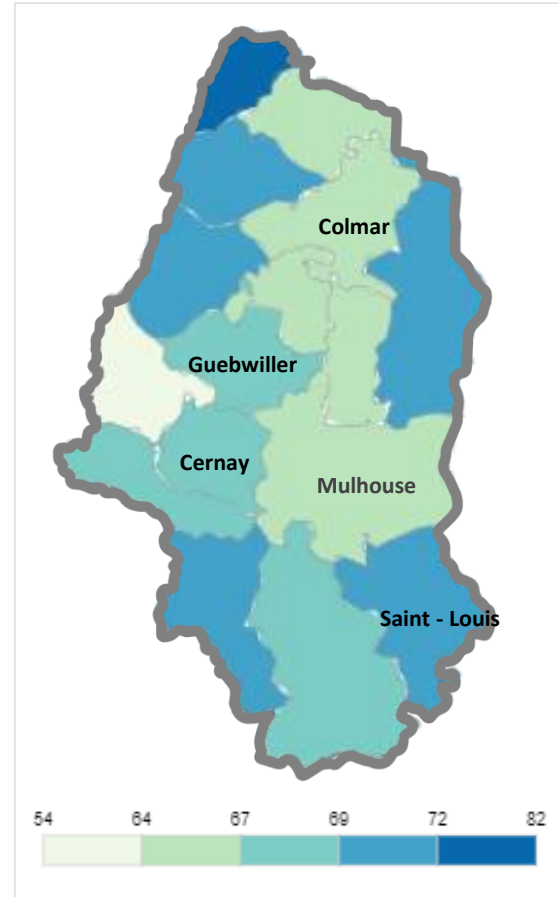 Colmar
Guebwiller
Cernay
Mulhouse
Saint - Louis
54 64 67 69 72 82